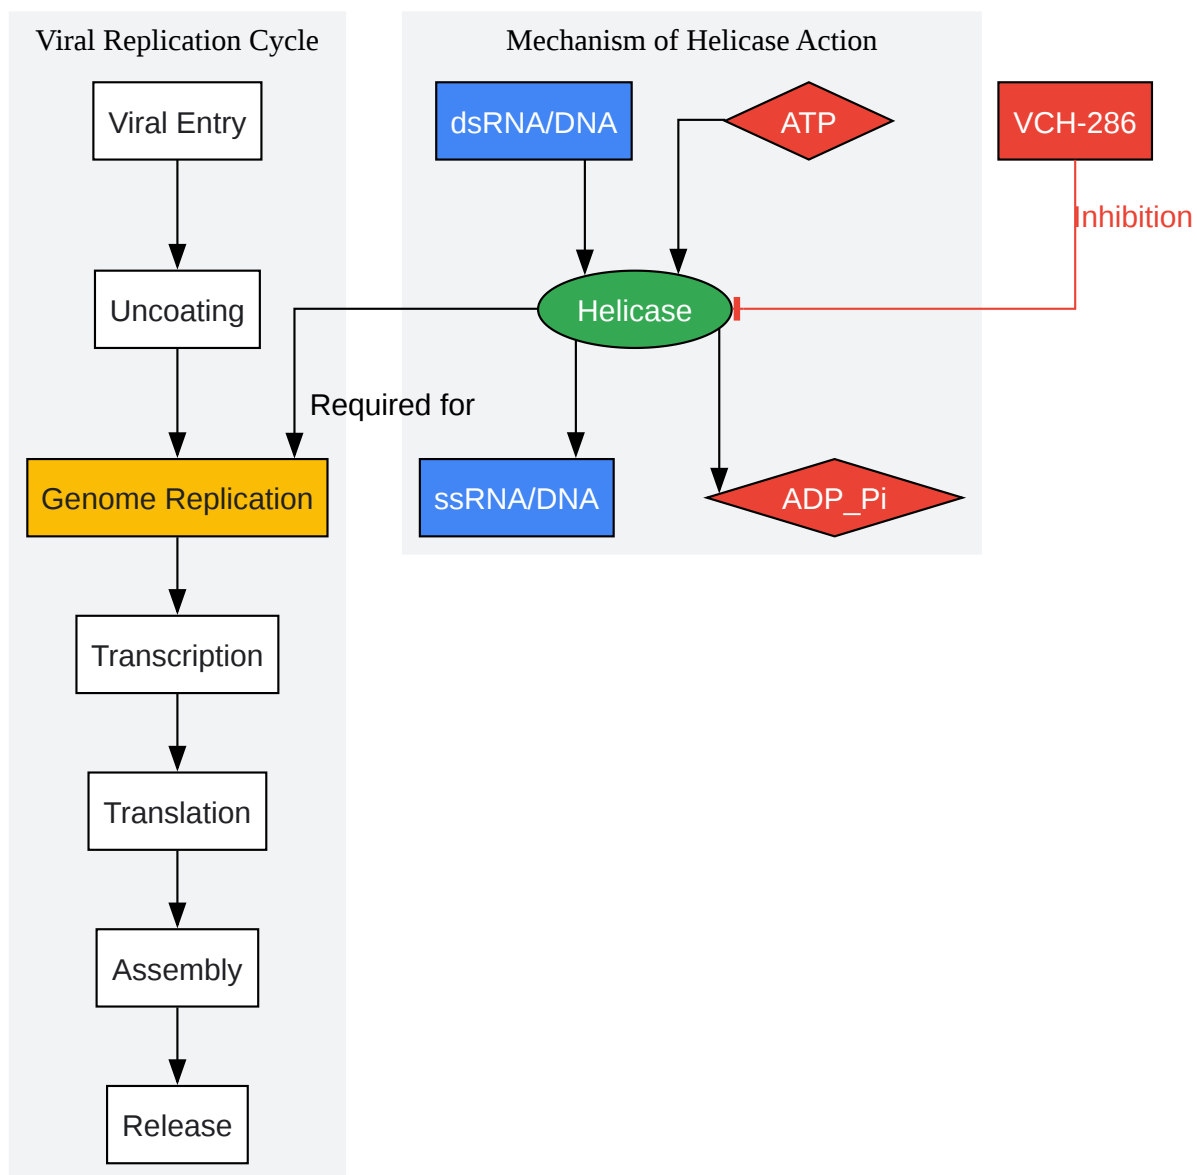 Viral Replication Cycle
Viral Entry
Uncoating
Genome Replication
Transcription
Translation
Assembly
Release
Mechanism of Helicase Action
dsRNA/DNA
ATP
Helicase
Required for
ssRNA/DNA
ADP_Pi
VCH-286
Inhibition